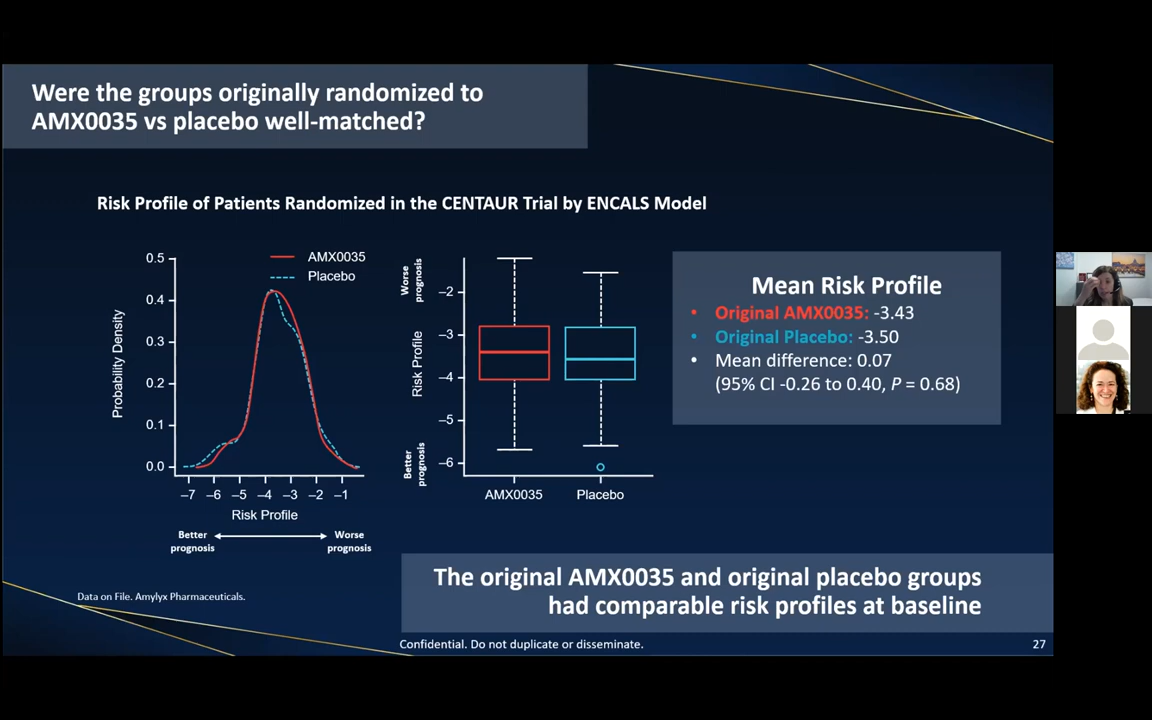 Were the groups originally randomized to
AMX0035 vs placebo well-matched?
Risk Profile of Patients Randomized in the CENTAUR Trial by ENCALS Model
0.5
0.4
0.3
0.2
0.1
0.0
Probability Density
AMX0035
Placebo
–7 –6 –5 –4 –3 –2 –1
Risk Profile
Better
prognosis
Worse
prognosis
Worse
prognosis
Risk Profile
Better
prognosis
–2
–3
–4
–5
–6
AMX0035 Placebo
Mean Risk Profile
• Original AMX0035: -3.43
• Original Placebo: -3.50
• Mean difference: 0.07
(95% CI -0.26 to 0.40, P = 0.68)
The original AMX0035 and original placebo groups
had comparable risk profiles at baseline
Data on File. Amylyx Pharmaceuticals.
Confidential. Do not duplicate or disseminate.
27